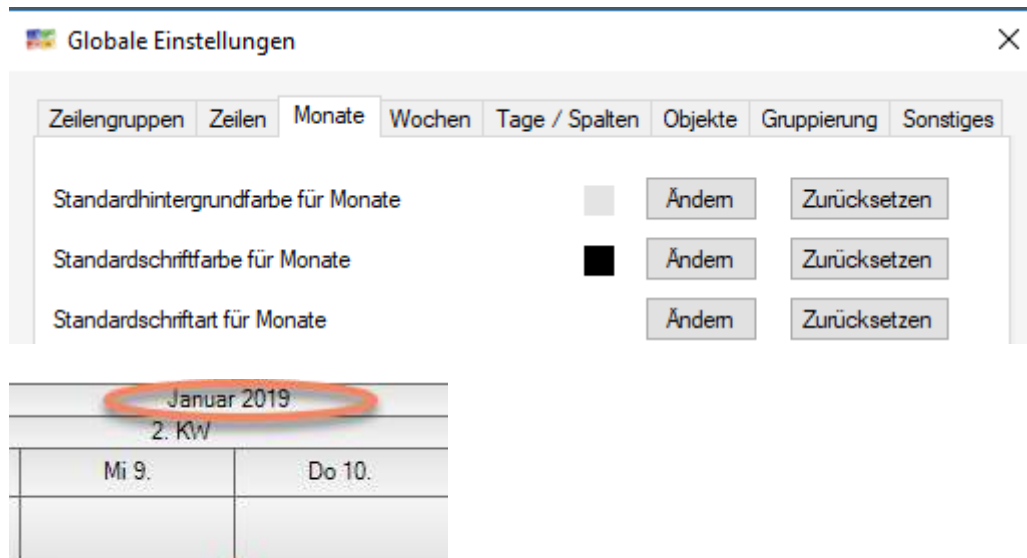 Globale Einstellungen
Zeilengruppen Zeilen Monate Wochen Tage / Spalten Objekte Gruppierung Sonstiges
Standardhintergrundfarbe für Monate Ändern Zurücksetzen
Standardschriftfarbe für Monate Ändern Zurücksetzen
Standardschriftart für Monate Ändern Zurücksetzen
Januar 2019
2. KW
Mi 9. Do 10.